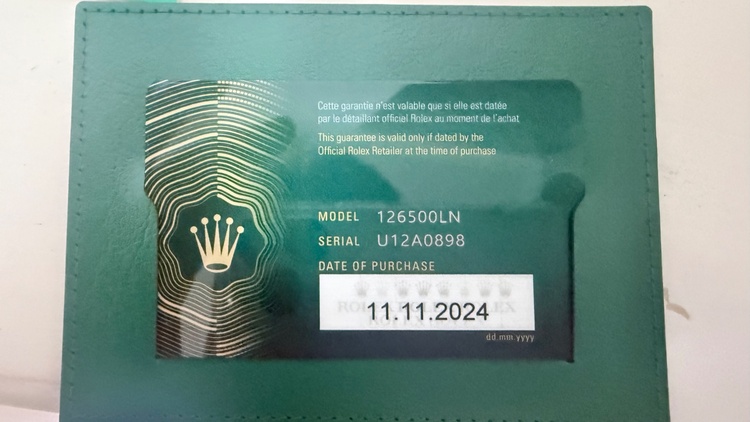 Cette garantie n'est valable que si elle est datée
par le détaillant officiel Rolex au moment de l'achat
This guarantee is valid only if dated by the
Official Rolex Retailer at the time of purchase
MODEL 126500LN
SERIAL U12A0898
DATE OF PURCHASE
11.11.2024
dd.mm.yyyy